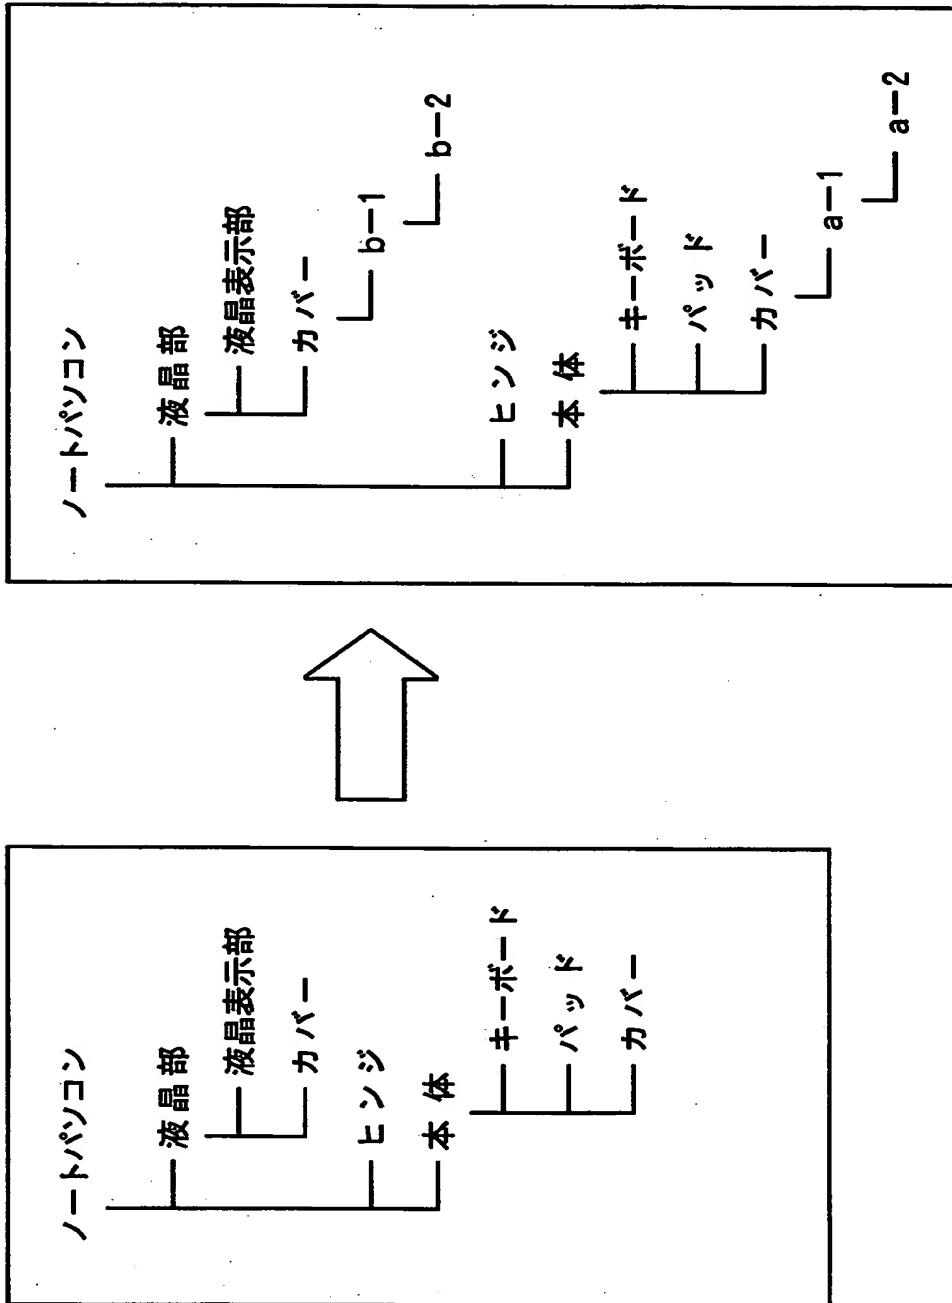 ノートパソコン
液晶部
液晶表示部
カバー
ヒンジ
本体
キーボード
パッド
カバー
ノートパソコン
液晶部
液晶表示部
カバー
b-1
b-2
ヒンジ
本体
キーボード
パッド
カバー
a-1
a-2